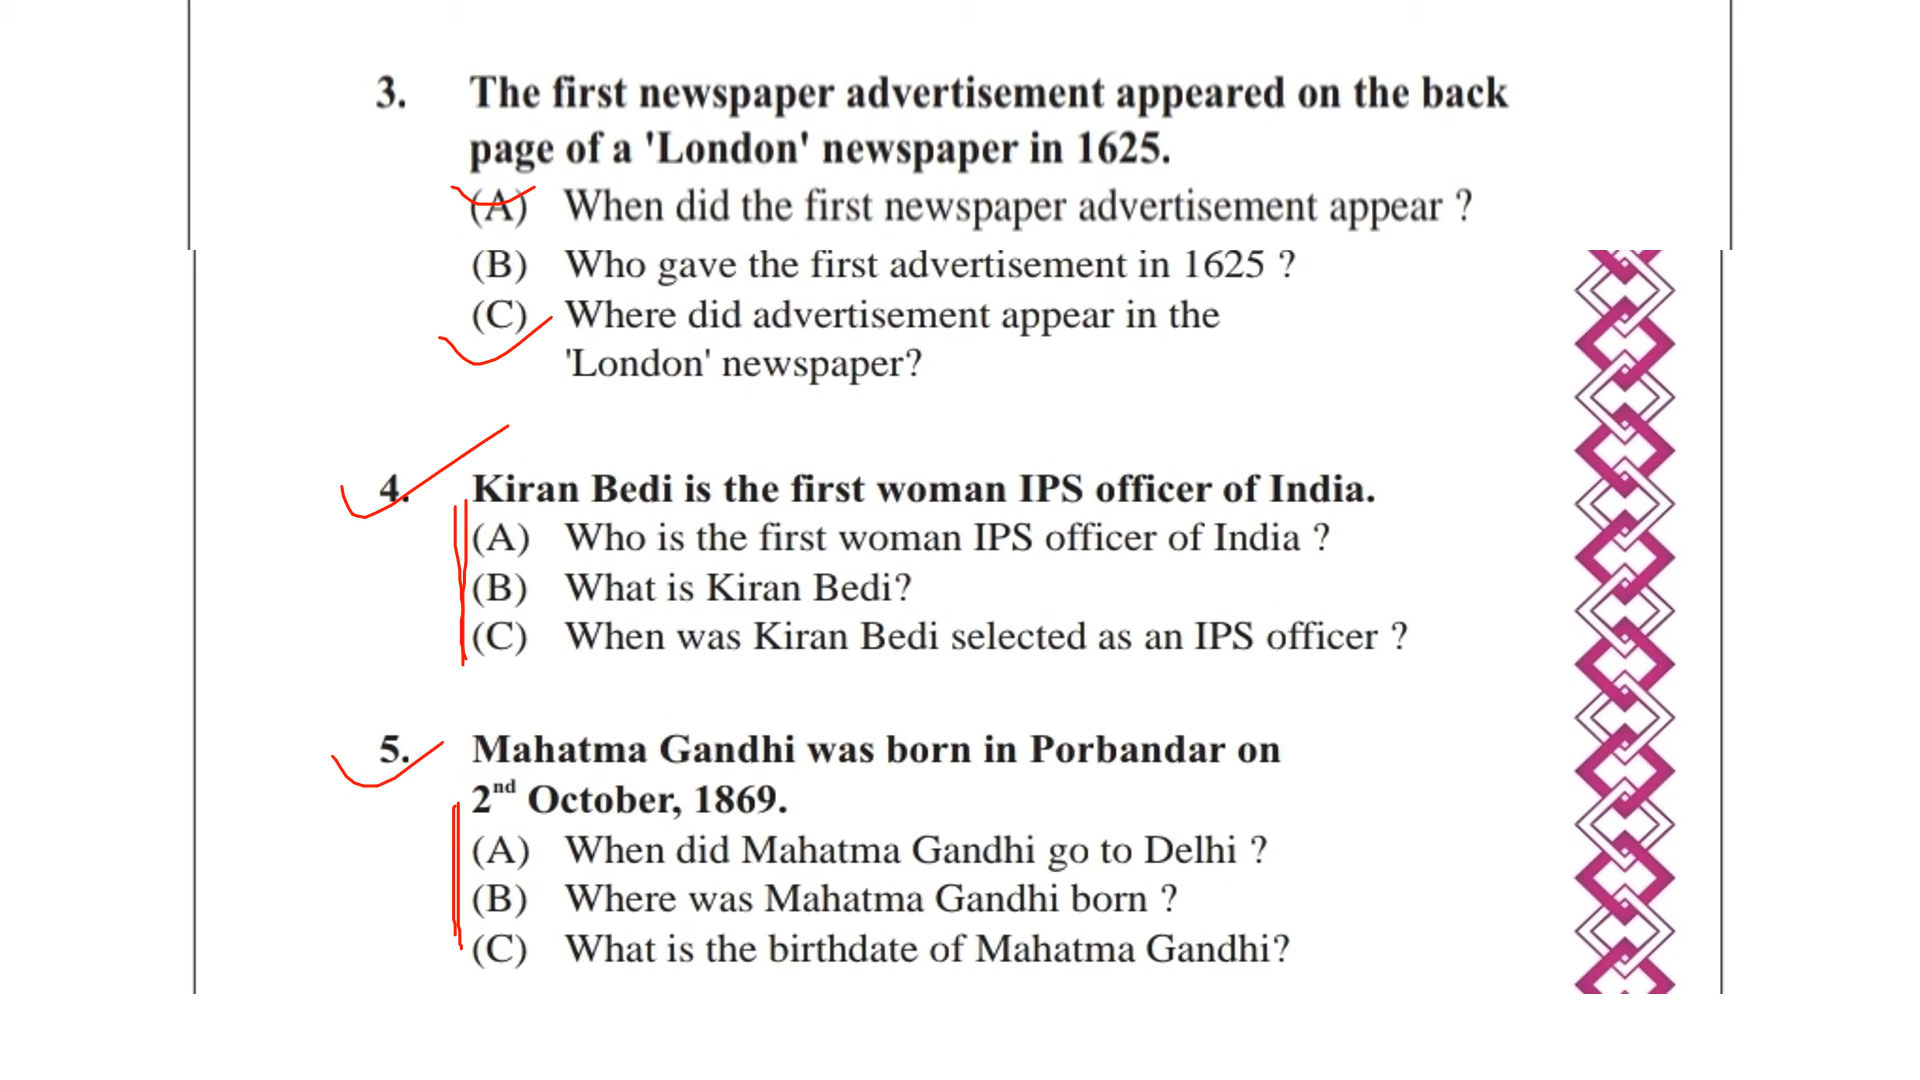 3. The first newspaper advertisement appeared on the back
page of a 'London' newspaper in 1625.
(A) When did the first newspaper advertisement appear ?
(B) Who gave the first advertisement in 1625 ?
(C) Where did advertisement appear in the
'London' newspaper?
4. Kiran Bedi is the first woman IPS officer of India.
(A) Who is the first woman IPS officer of India ?
(B) What is Kiran Bedi?
(C) When was Kiran Bedi selected as an IPS officer ?
5. Mahatma Gandhi was born in Porbandar on
2nd October, 1869.
(A) When did Mahatma Gandhi go to Delhi ?
(B) Where was Mahatma Gandhi born ?
(C) What is the birthdate of Mahatma Gandhi?